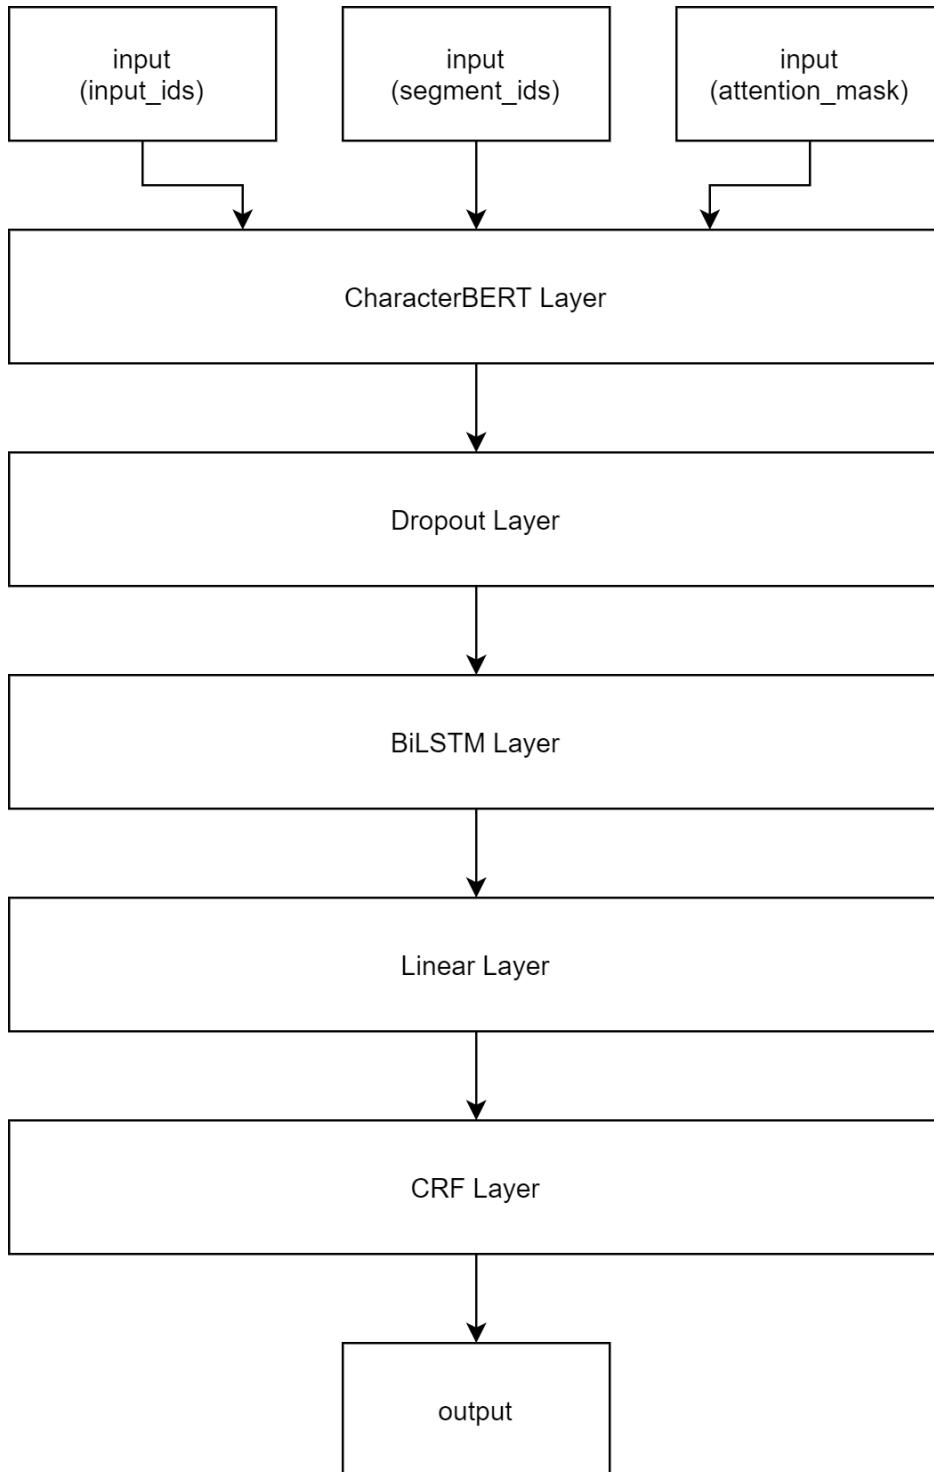 input
(input_ids)
input
(segment_ids)
input
(attention_mask)
CharacterBERT Layer
Dropout Layer
BiLSTM Layer
Linear Layer
CRF Layer
output